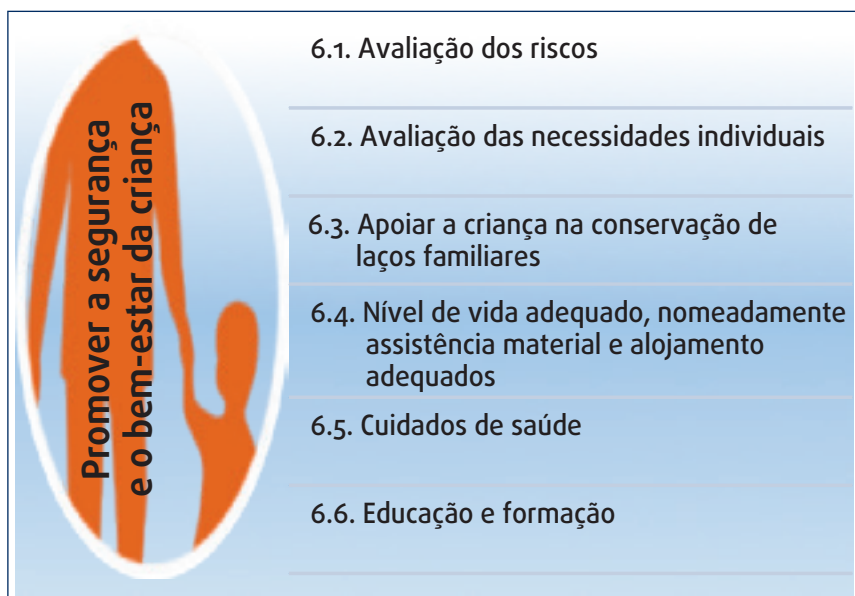 Promover a segurança
e o bem-estar da criança
6.1. Avaliação dos riscos
6.2. Avaliação das necessidades individuais
6.3. Apoiar a criança na conservação de
laços familiares
6.4. Nível de vida adequado, nomeadamente
assistência material e alojamento
adequados
6.5. Cuidados de saúde
6.6. Educação e formação